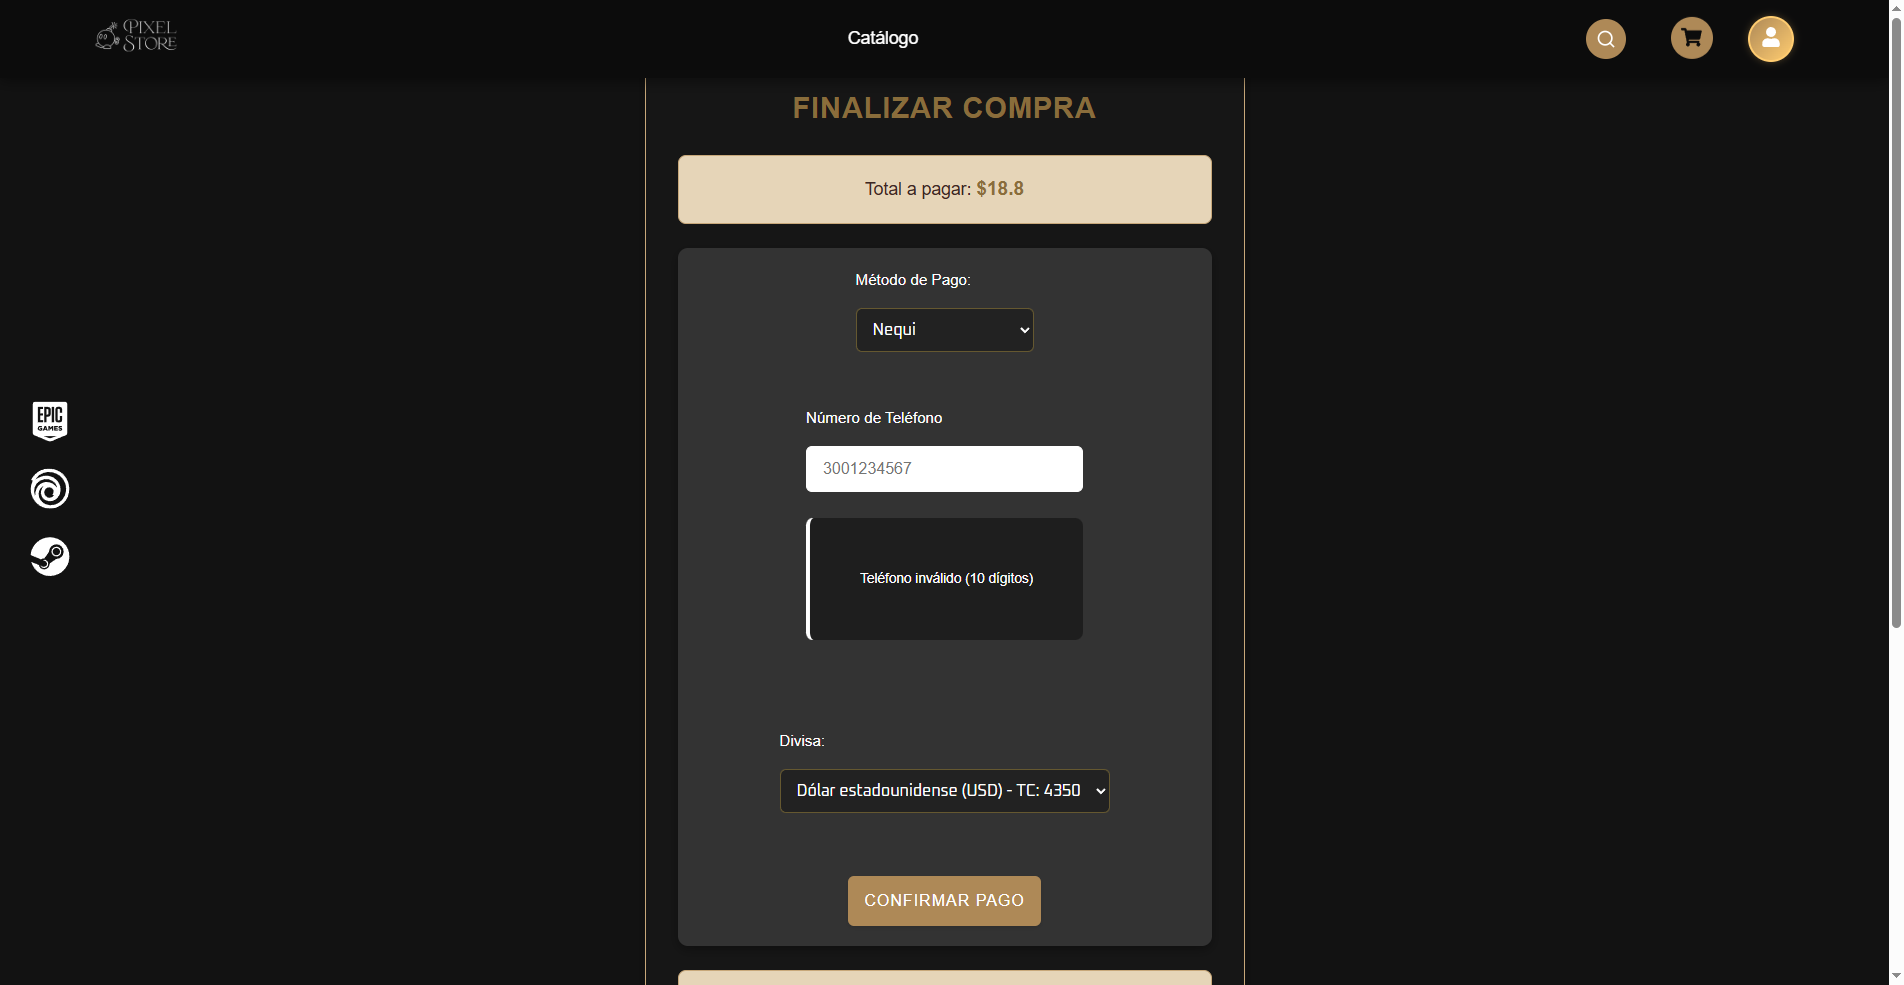 PIXEL
STORE
Catálogo
FINALIZAR COMPRA
Total a pagar: $18.8
Método de Pago:
Nequi
Número de Teléfono
3001234567
Teléfono inválido (10 dígitos)
EPIC
GAMES
Divisa:
Dólar estadounidense (USD) - TC: 4350
CONFIRMAR PAGO